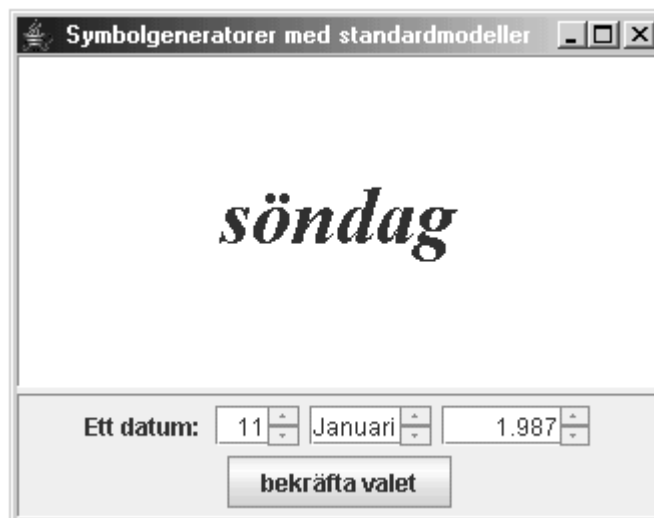 Symbolgeneratorer med standardmodeller
söndag
Ett datum: 11 Januari 1.987
bekräfta valet